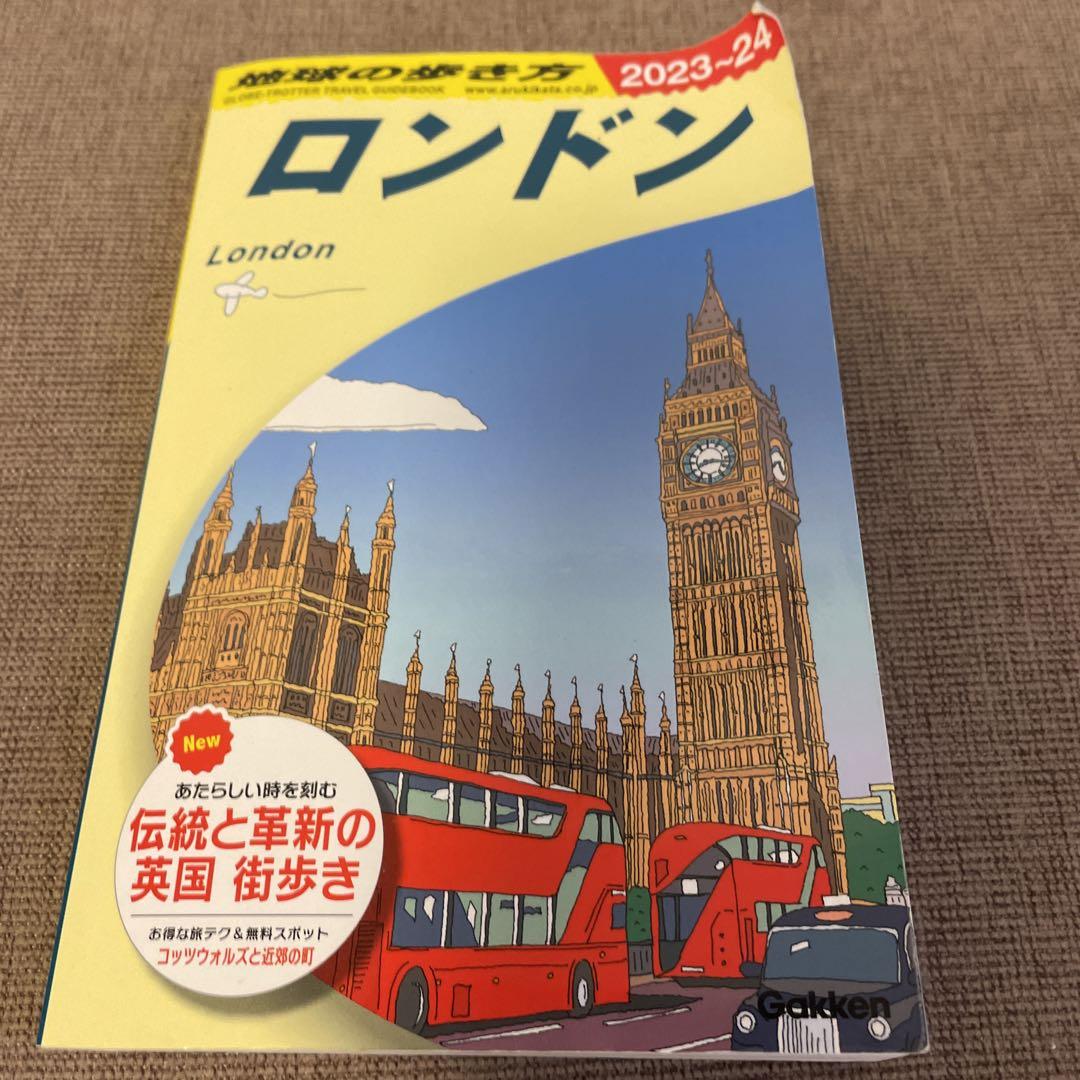 地球の歩き方
2023~24
GLOBE-TROTTER TRAVEL GUIDEBOOK www.arukikata.co.jp
ロンドン
London
New
あたらしい時を刻む
伝統と革新の
英国 街歩き
お得な旅テク&無料スポット
コッツウォルズと近郊の町
Gakken